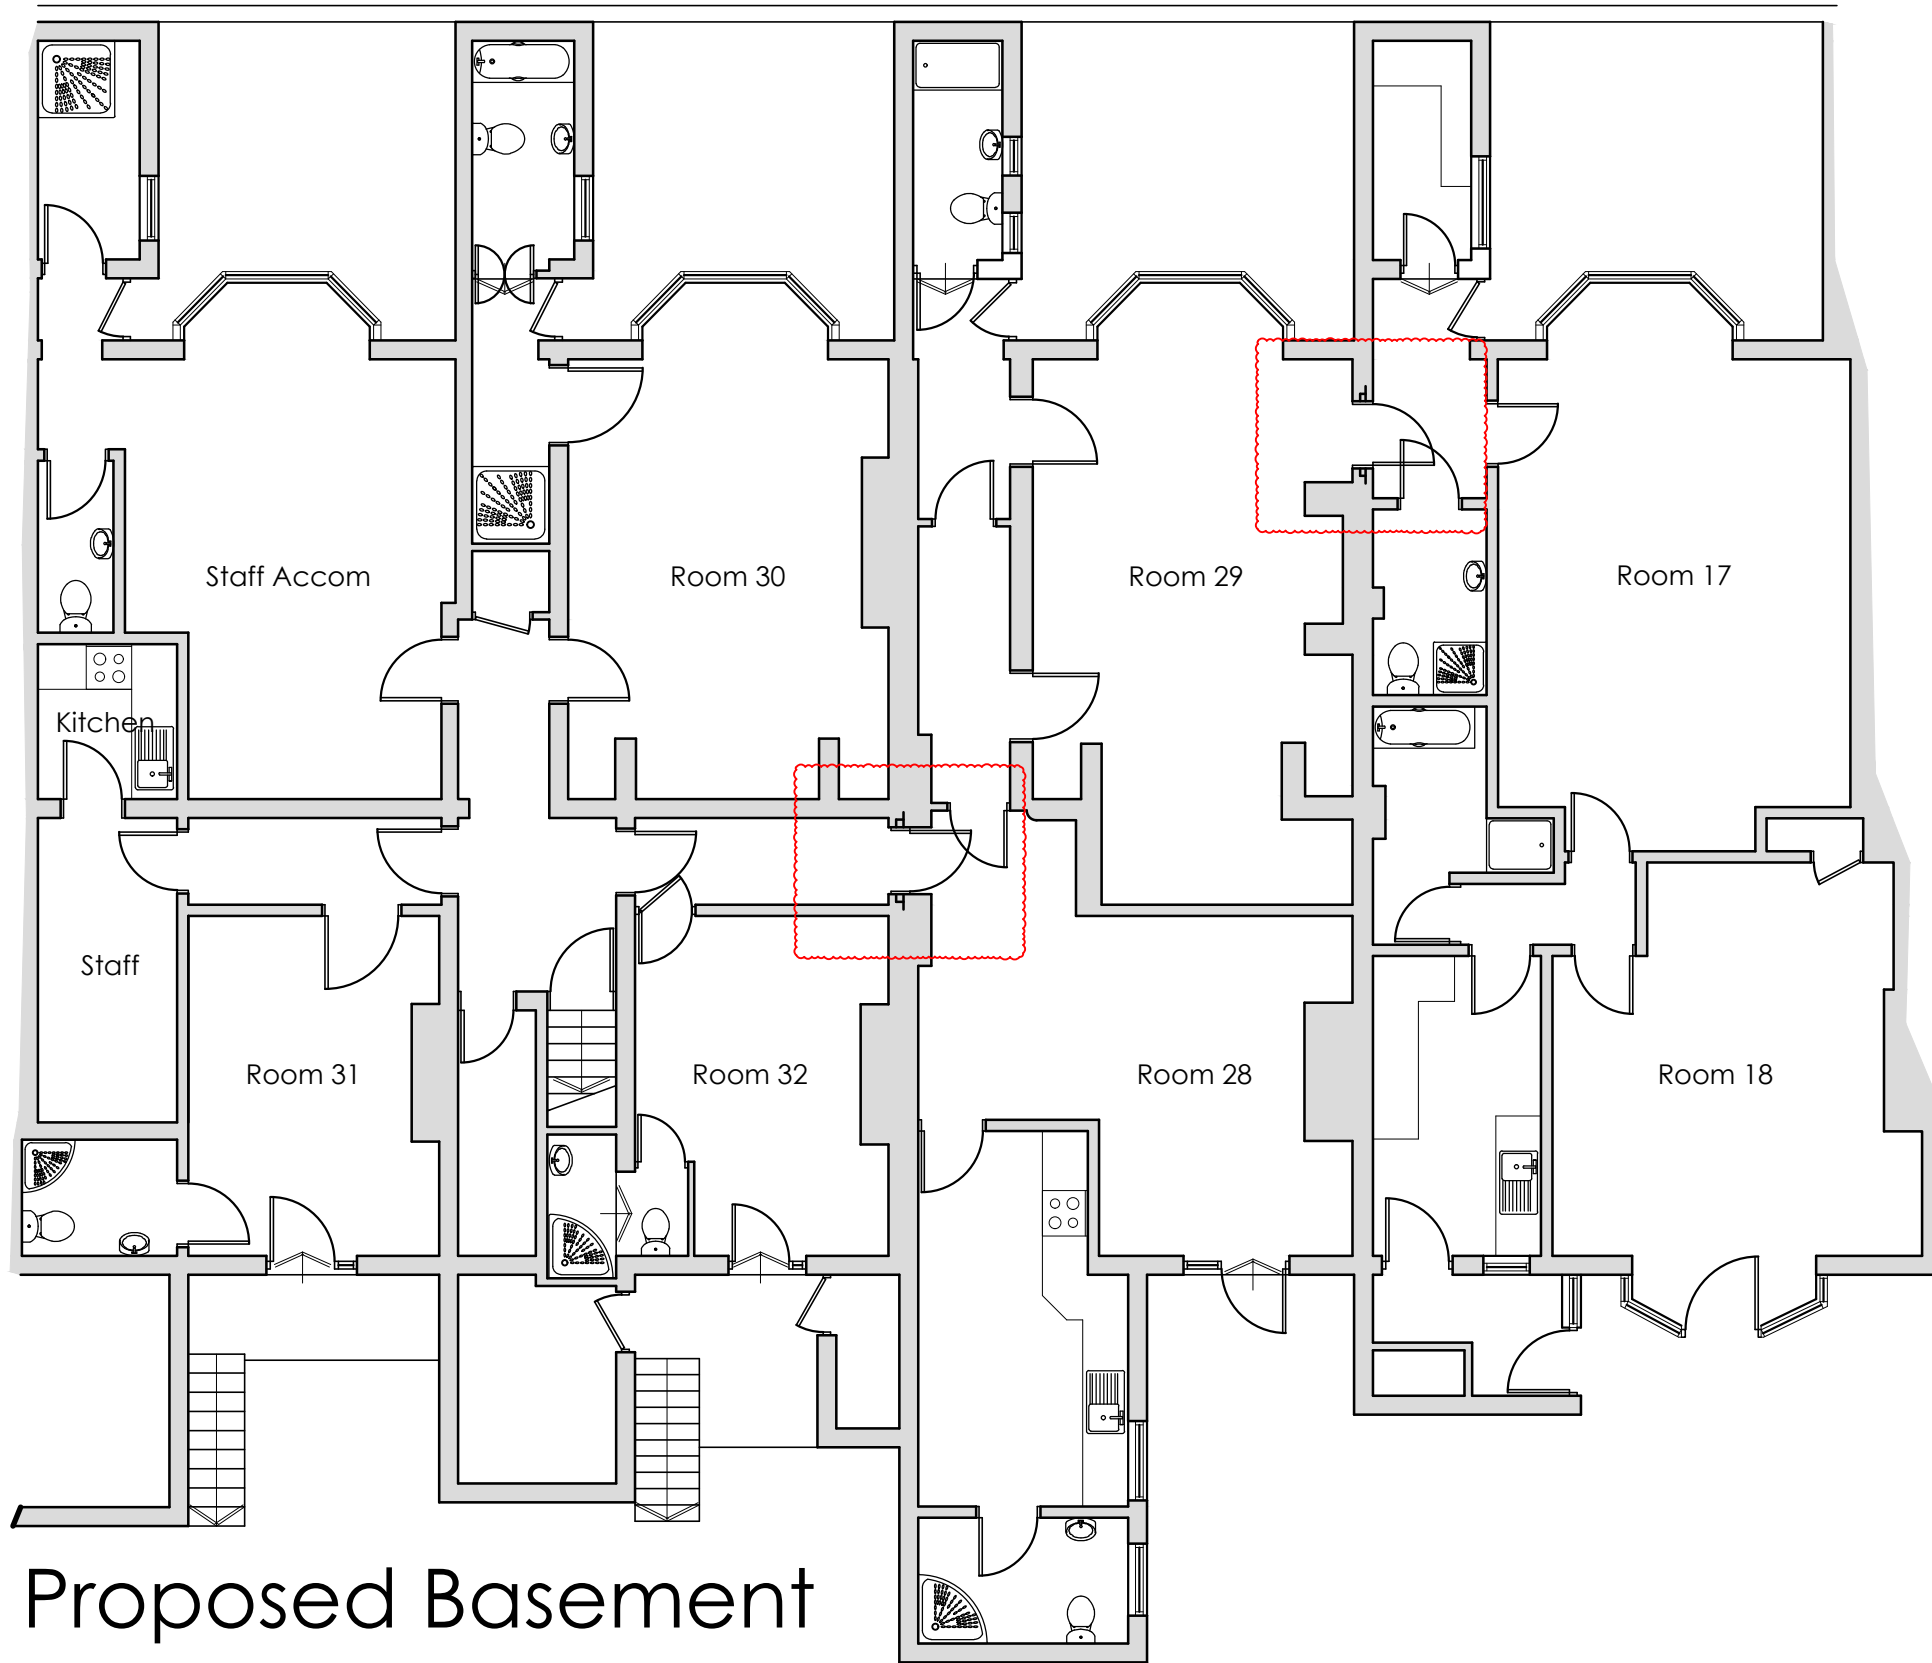 Staff Accom
Room 30
Room 29
Room 17
Kitchen
Staff
Room 31
Room 32
Room 28
Room 18
Proposed Basement